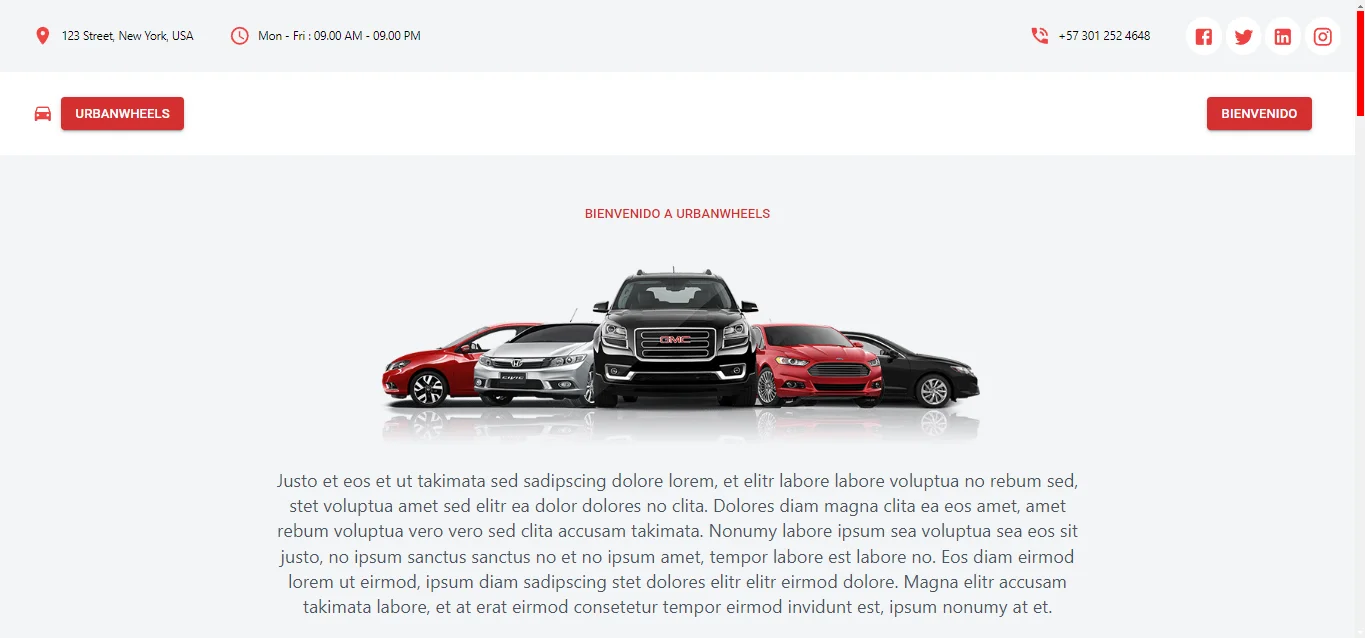 123 Street, New York, USA
Mon - Fri : 09.00 AM - 09.00 PM
+57 301 252 4648
URBANWHEELS
BIENVENIDO
BIENVENIDO A URBANWHEELS
GMC
CIVIC
Justo et eos et ut takimata sed sadipscing dolore lorem, et elitr labore labore voluptua no rebum sed,
stet voluptua amet sed elitr ea dolor dolores no clita. Dolores diam magna clita ea eos amet, amet
rebum voluptua vero vero sed clita accusam takimata. Nonumy labore ipsum sea voluptua sea eos sit
justo, no ipsum sanctus sanctus no et no ipsum amet, tempor labore est labore no. Eos diam eirmod
lorem ut eirmod, ipsum diam sadipscing stet dolores elitr elitr eirmod dolore. Magna elitr accusam
takimata labore, et at erat eirmod consetetur tempor eirmod invidunt est, ipsum nonumy at et.